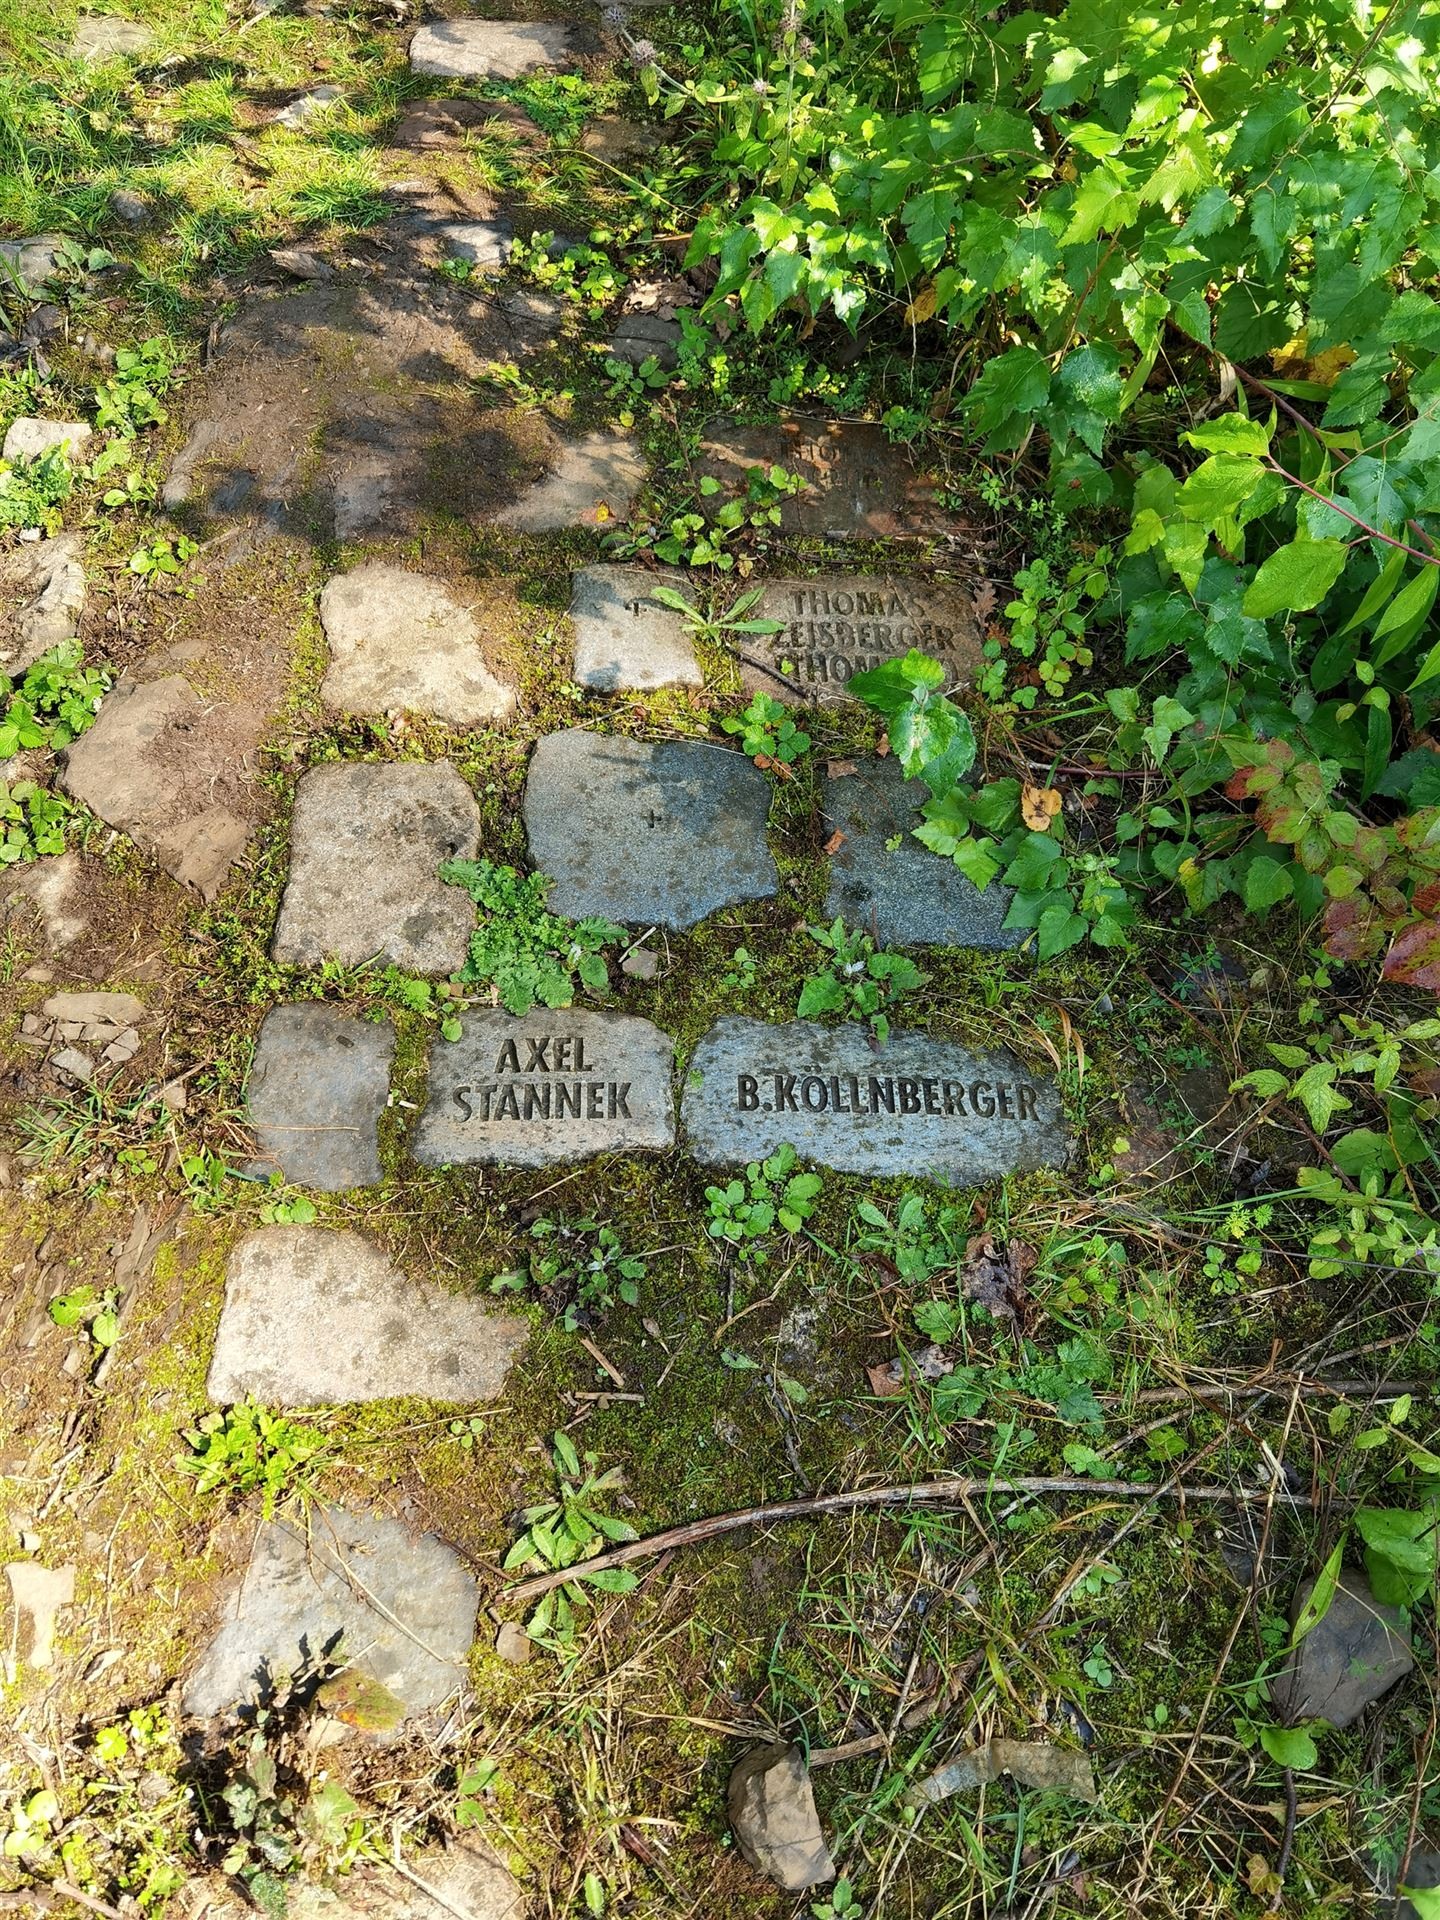 THOMAS
ZEISBERGER
AXEL
STANNEK
B.KÖLLNBERGER